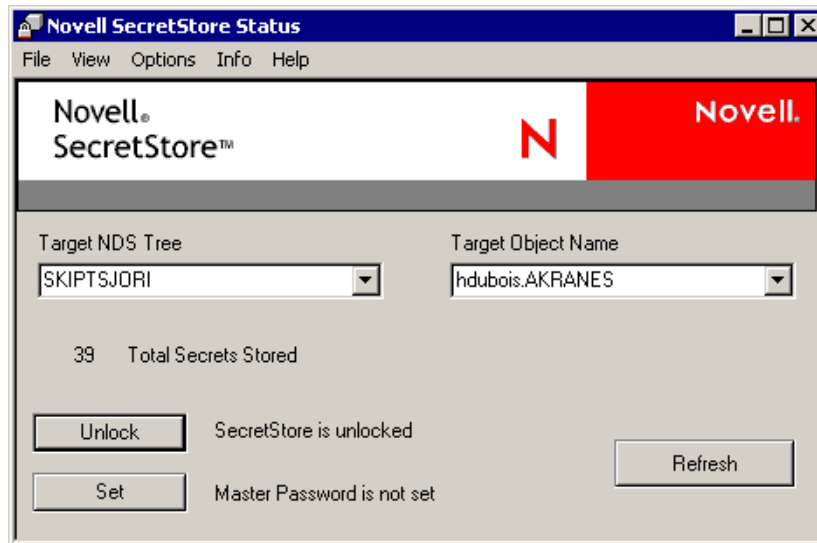 Novell SecretStore Status
File View Options Info Help
Novell®
SecretStore™
N
Novell.
Target NDS Tree
Target Object Name
SKIPTSJORI
hdubois.AKRANES
39 Total Secrets Stored
Unlock
SecretStore is unlocked
Refresh
Set
Master Password is not set